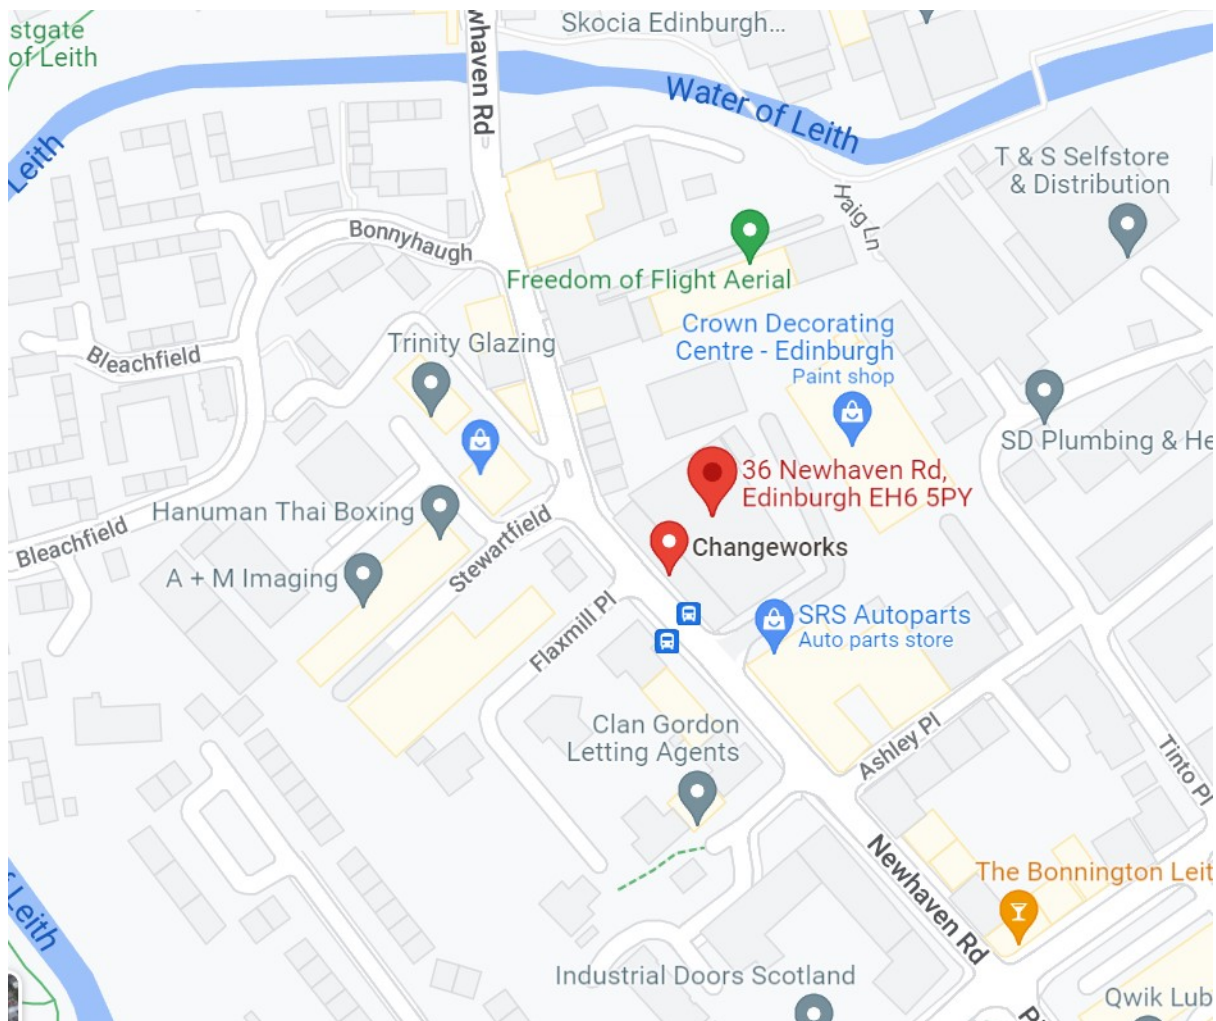 stgate
of Leith
whaven Rd
Skocia Edinburgh...
Water of Leith
Leith
T & S Selfstore
& Distribution
Haig Ln
Bonnyhaugh
Freedom of Flight Aerial
Crown Decorating
Centre - Edinburgh
Paint shop
Trinity Glazing
Bleachfield
SD Plumbing & He
36 Newhaven Rd,
Edinburgh EH6 5PY
Hanuman Thai Boxing
Bleachfield
Stewartfield
Changeworks
A + M Imaging
Flaxmill Pl
SRS Autoparts
Auto parts store
Clan Gordon
Letting Agents
Ashley Pl
Tinto Pl
Newhaven Rd
The Bonnington Leit
f Leith
Industrial Doors Scotland
Qwik Lub